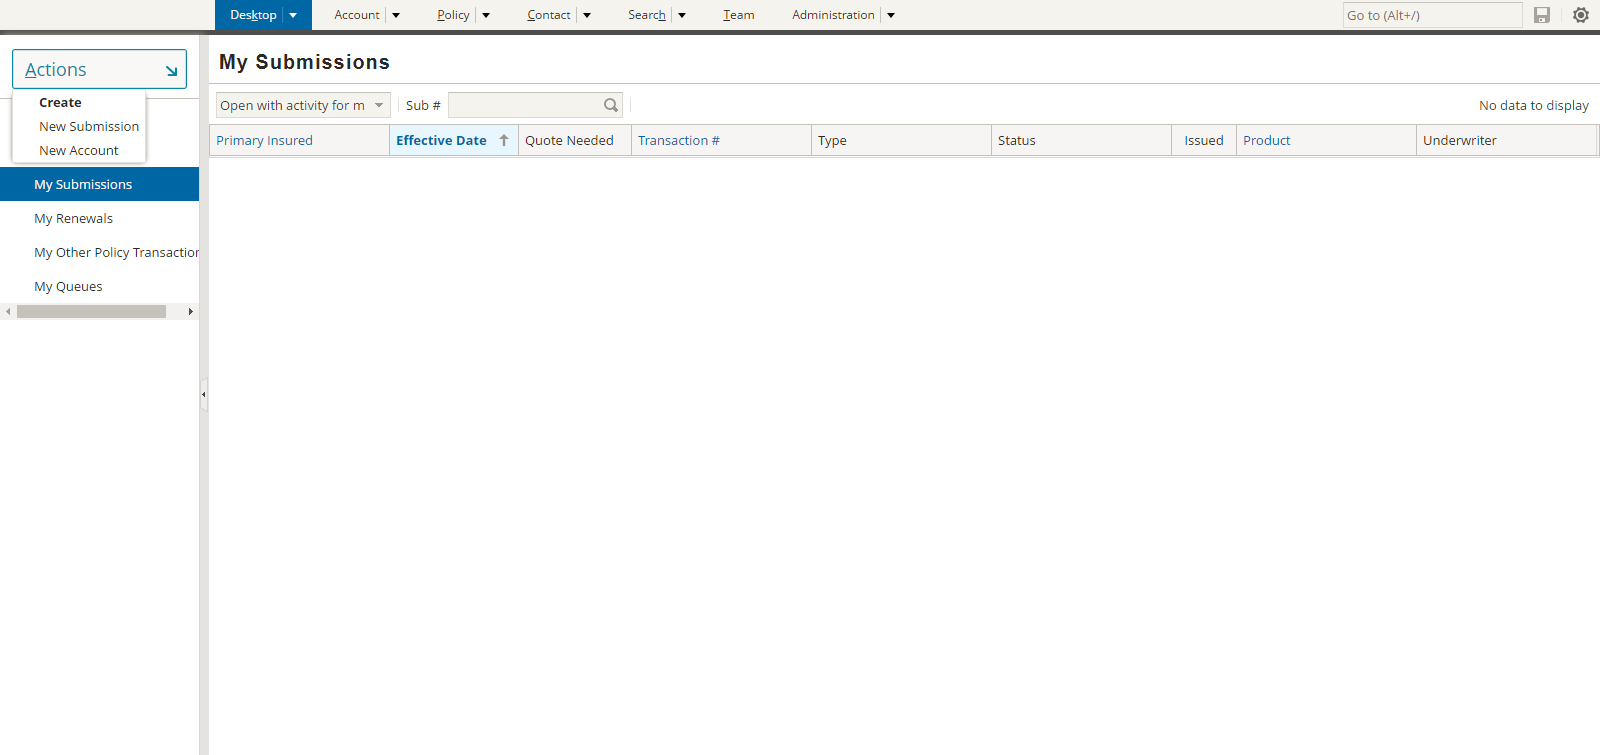 Desktop Account Policy Contact Search Team Administration Go to (Alt+/)
Actions
Create
New Submission
New Account
My Submissions
My Renewals
My Other Policy Transaction
My Queues
My Submissions
Open with activity for m Sub # No data to display
Primary Insured Effective Date Quote Needed Transaction # Type Status Issued Product Underwriter